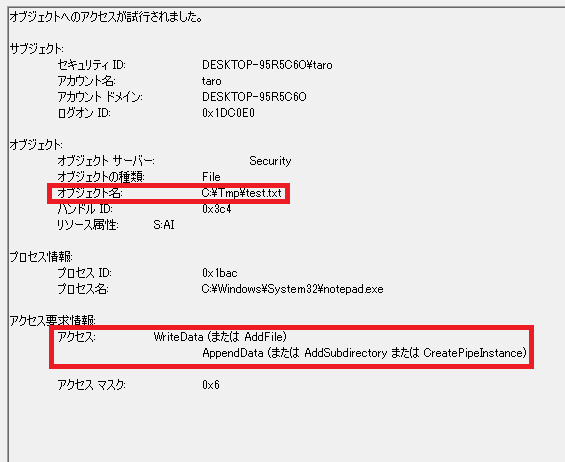 オブジェクトへのアクセスが試行されました。
サブジェクト:
セキュリティ ID: DESKTOP-95R5C6O¥taro
アカウント名: taro
アカウント ドメイン: DESKTOP-95R5C6O
ログオン ID: 0x1DC0E0
オブジェクト:
オブジェクト サーバー: Security
オブジェクトの種類: File
オブジェクト名: C:¥Tmp¥test.txt
ハンドル ID: 0x3c4
リソース属性: S:AI
プロセス情報:
プロセス ID: 0x1bac
プロセス名: C:¥Windows¥System32¥notepad.exe
アクセス要求情報:
アクセス: WriteData (または AddFile)
AppendData (または AddSubdirectory または CreatePipeInstance)
アクセス マスク: 0x6